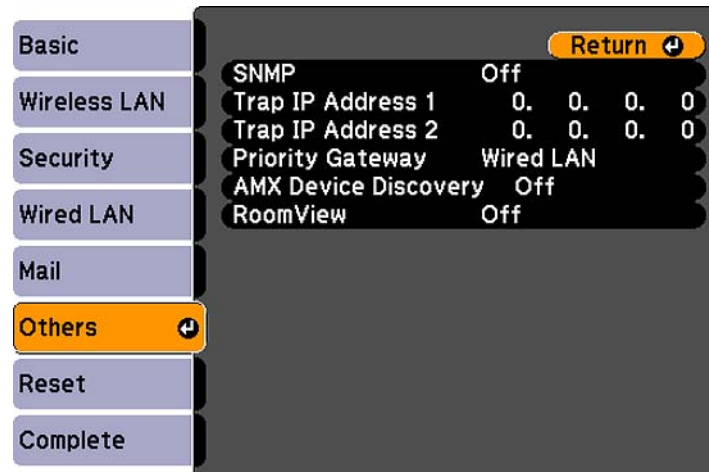 Basic
Wireless LAN
Security
Wired LAN
Mail
Others
Reset
Complete
Return
SNMP Off
Trap IP Address 1 0. 0. 0. 0
Trap IP Address 2 0. 0. 0. 0
Priority Gateway Wired LAN
AMX Device Discovery Off
RoomView Off